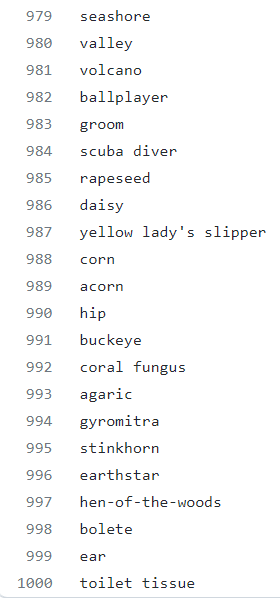 979 seashore
980 valley
981 volcano
982 ballplayer
983 groom
984 scuba diver
985 rapeseed
986 daisy
987 yellow lady's slipper
988 corn
989 acorn
990 hip
991 buckeye
992 coral fungus
993 agaric
994 gyromitra
995 stinkhorn
996 earthstar
997 hen-of-the-woods
998 bolete
999 ear
1000 toilet tissue